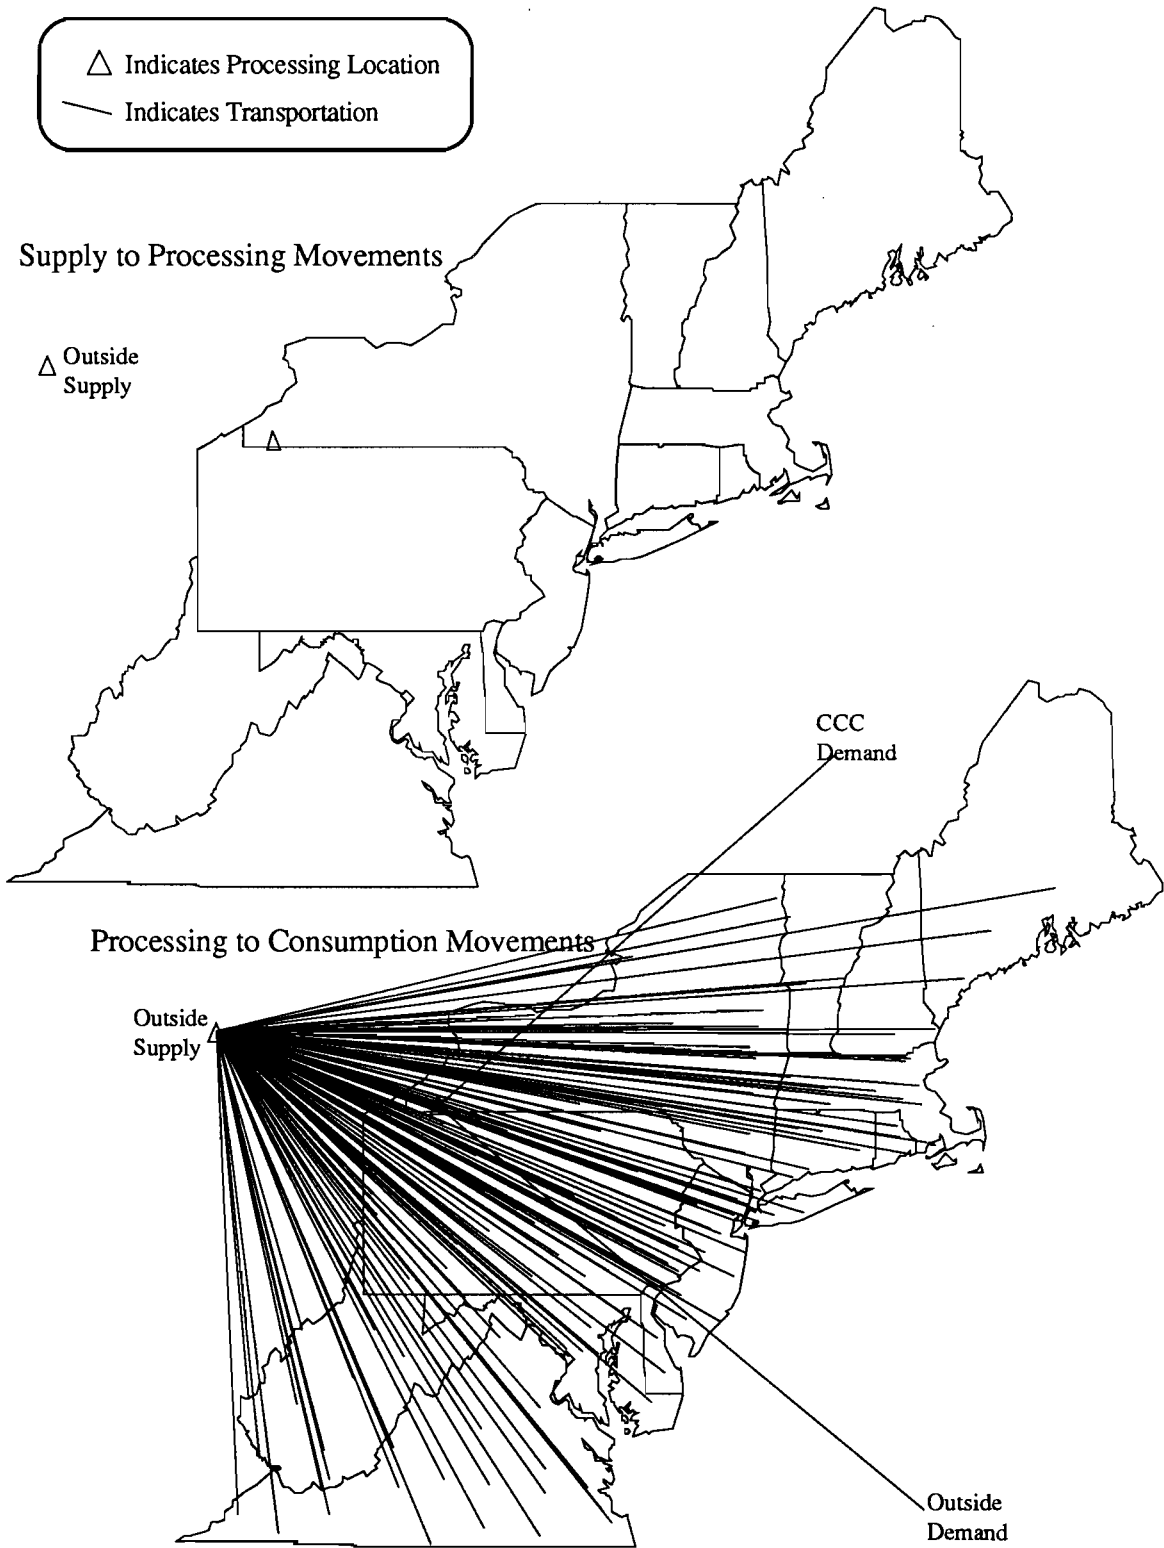 Indicates Processing Location
Indicates Transportation
Supply to Processing Movements
Outside
Supply
CCC
Demand
Processing to Consumption Movements
Outside
Supply
Outside
Demand